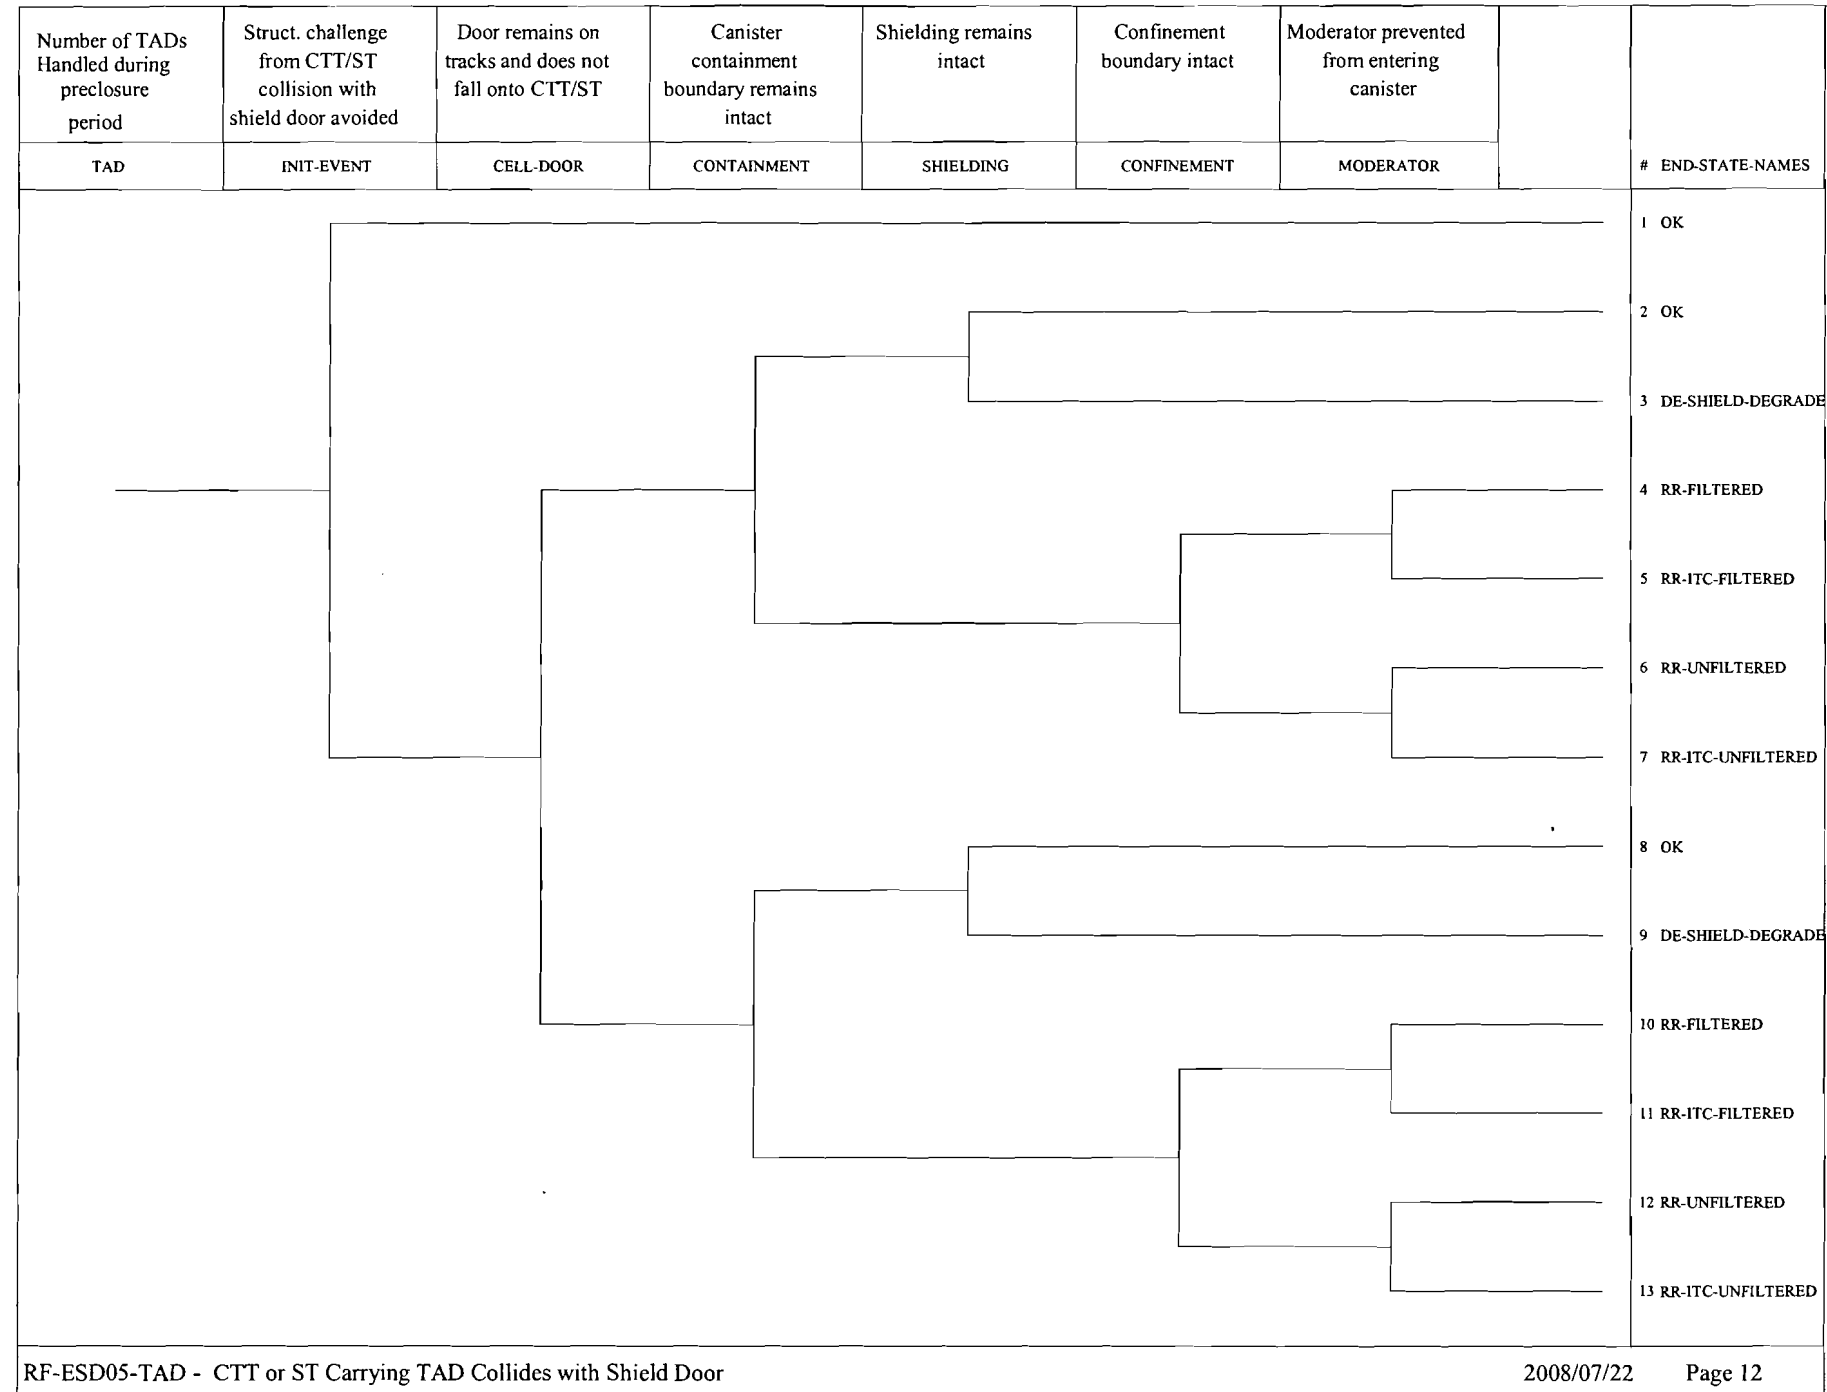 Number of TADs
Handled during
preclosure
period
Struct. challenge
from CTT/ST
collision with
shield door avoided
Door remains on
tracks and does not
fall onto CTT/ST
Canister
containment
boundary remains
intact
Shielding remains
intact
Confinement
boundary intact
Moderator prevented
from entering
canister
TAD
INIT-EVENT
CELL-DOOR
CONTAINMENT
SHIELDING
CONFINEMENT
MODERATOR
# END-STATE-NAMES
1 OK
2 OK
3 DE-SHIELD-DEGRADE
4 RR-FILTERED
5 RR-ITC-FILTERED
6 RR-UNFILTERED
7 RR-ITC-UNFILTERED
8 OK
9 DE-SHIELD-DEGRADE
10 RR-FILTERED
11 RR-ITC-FILTERED
12 RR-UNFILTERED
13 RR-ITC-UNFILTERED
RF-ESD05-TAD - CTT or ST Carrying TAD Collides with Shield Door
2008/07/22 Page 12